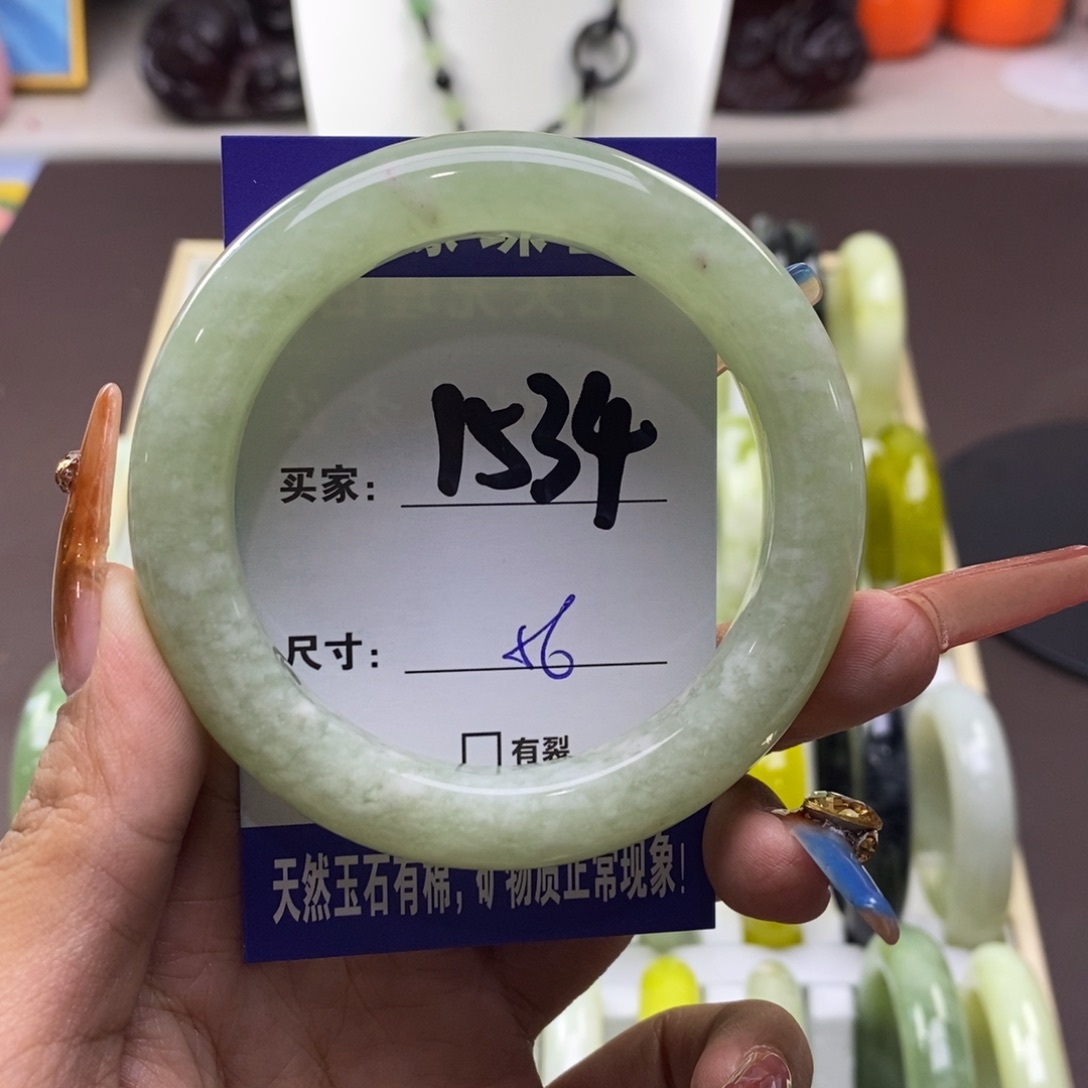 买家: 1534
尺寸: 56
有裂
天然玉石有棉,矿物质正常现象!